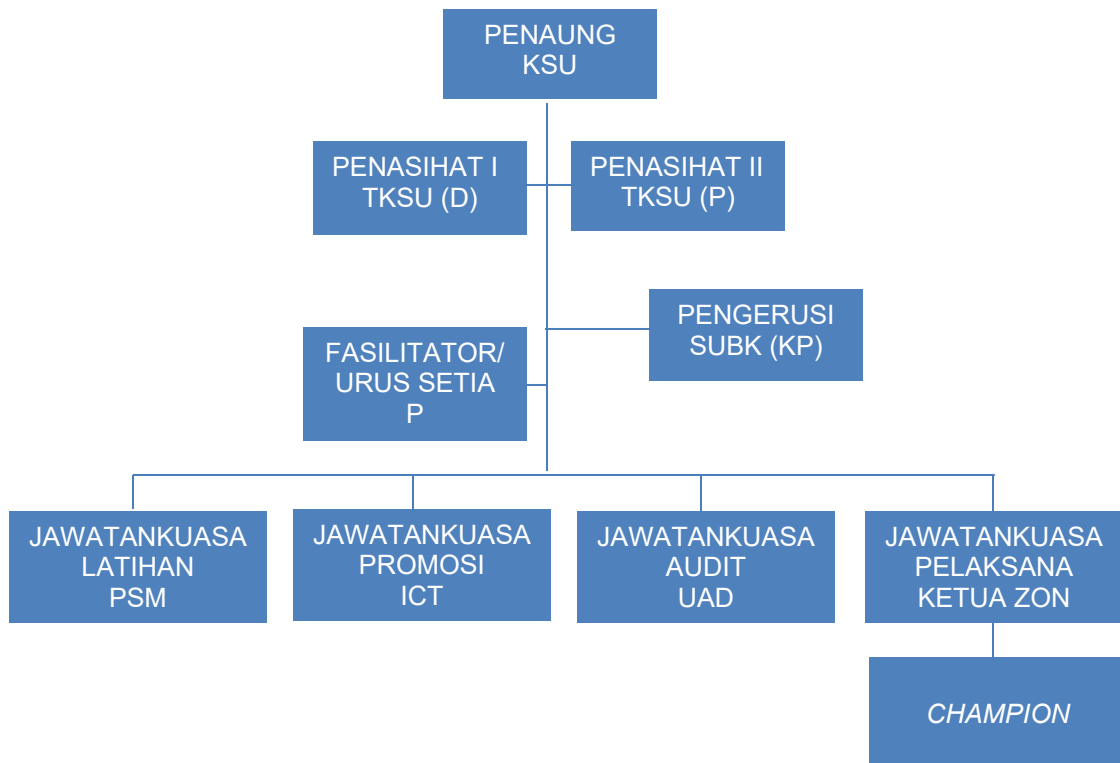 PENAUNG
KSU
PENASIHAT I
TKSU (D)
PENASIHAT II
TKSU (P)
PENGERUSI
SUBK (KP)
FASILITATOR/
URUS SETIA
P
JAWATANKUASA
LATIHAN
PSM
JAWATANKUASA
PROMOSI
ICT
JAWATANKUASA
AUDIT
UAD
JAWATANKUASA
PELAKSANA
KETUA ZON
CHAMPION